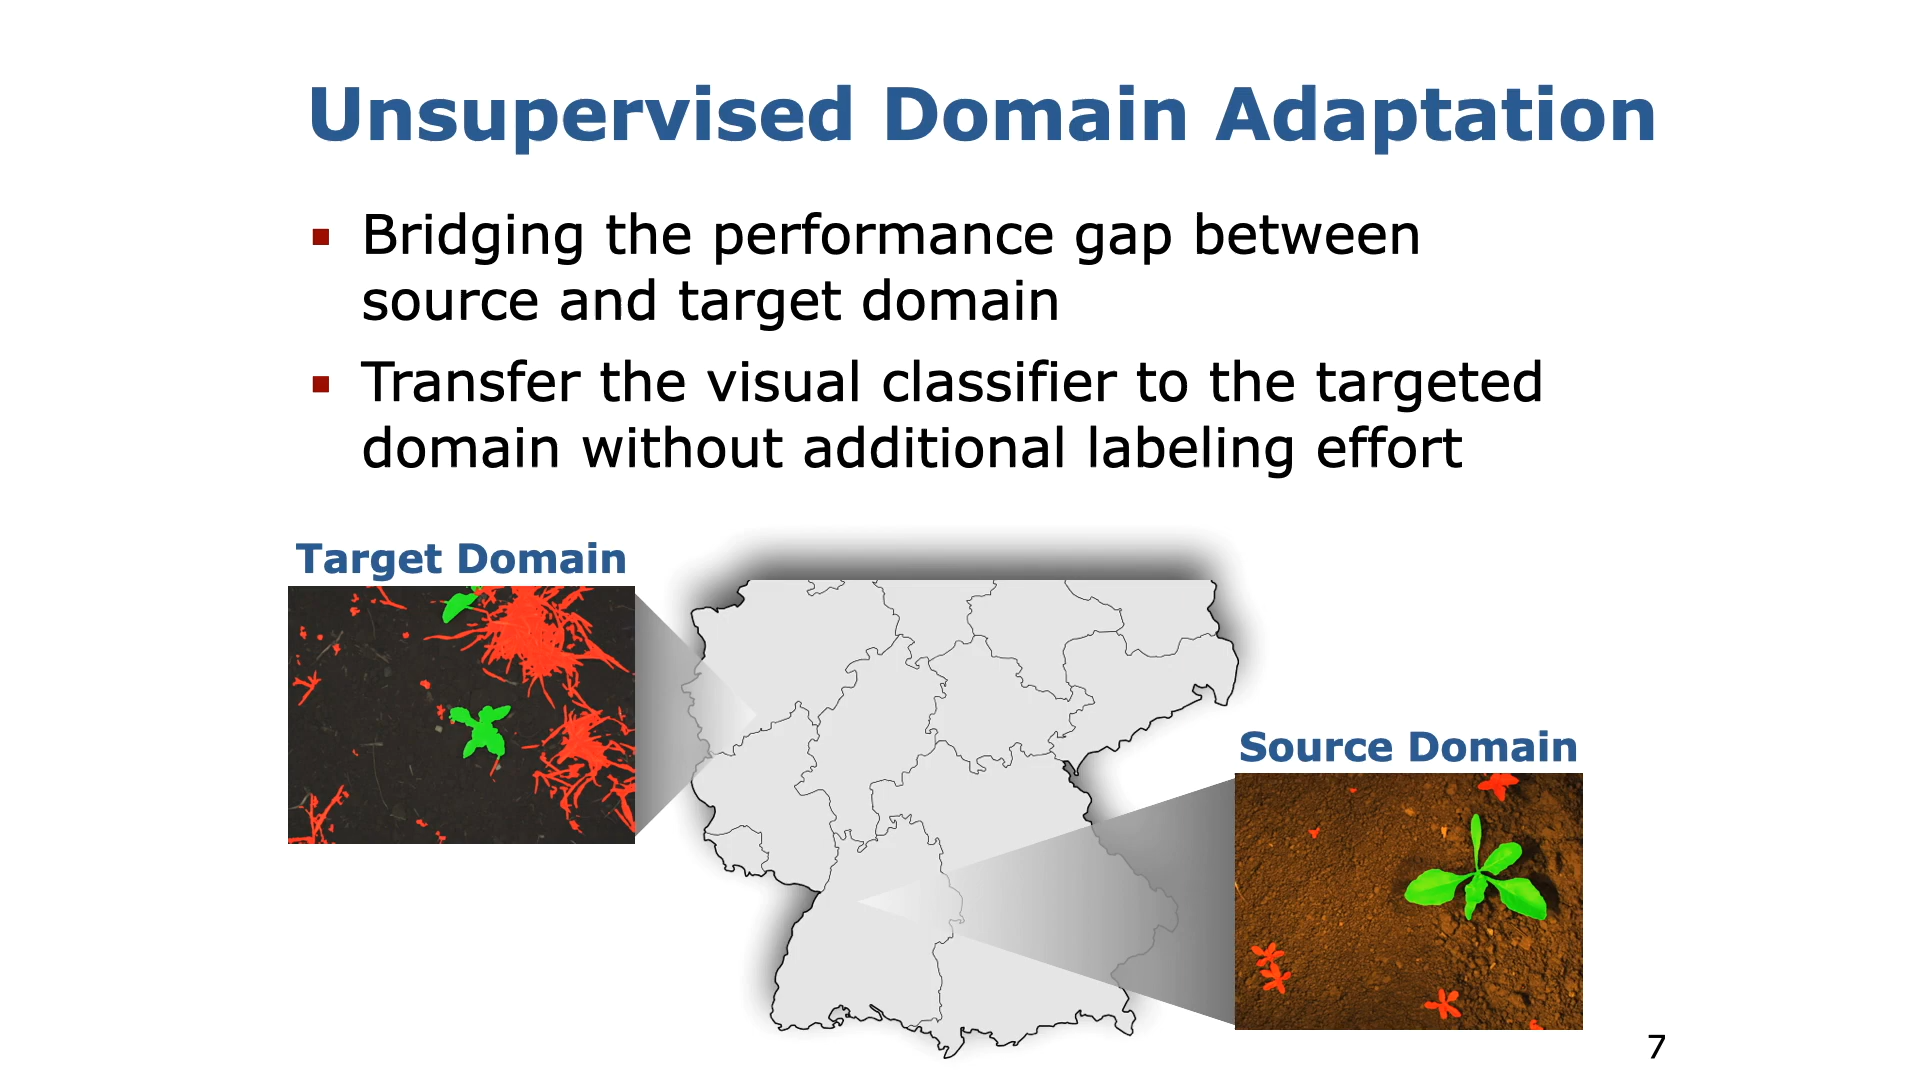 Unsupervised Domain Adaptation
▪ Bridging the performance gap between
source and target domain
▪ Transfer the visual classifier to the targeted
domain without additional labeling effort
Target Domain
Source Domain
7